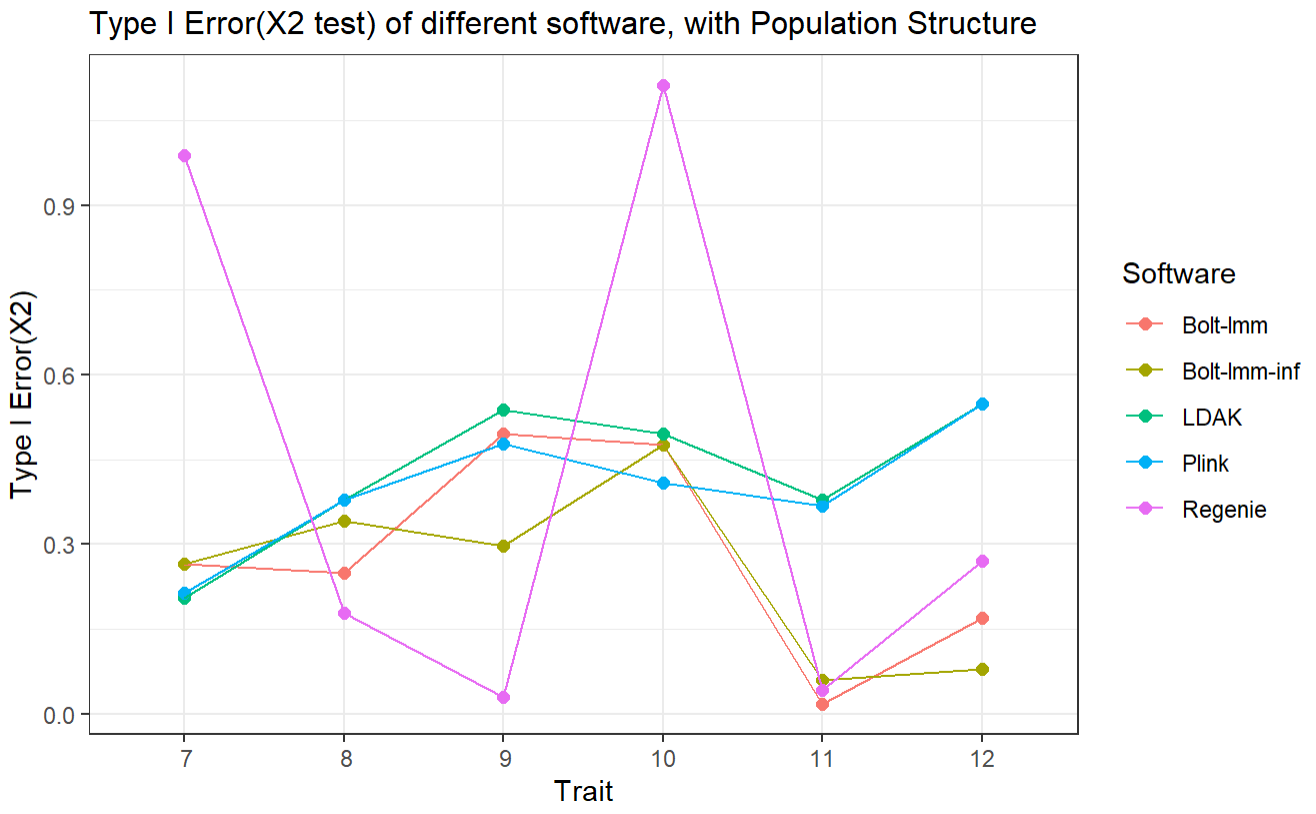 Type I Error(X2 test) of different software, with Population Structure
Type I Error(X2)
0.9
0.6
0.3
0.0
7 8 9 10 11 12
Trait
Software
Bolt-lmm
Bolt-lmm-inf
LDAK
Plink
Regenie